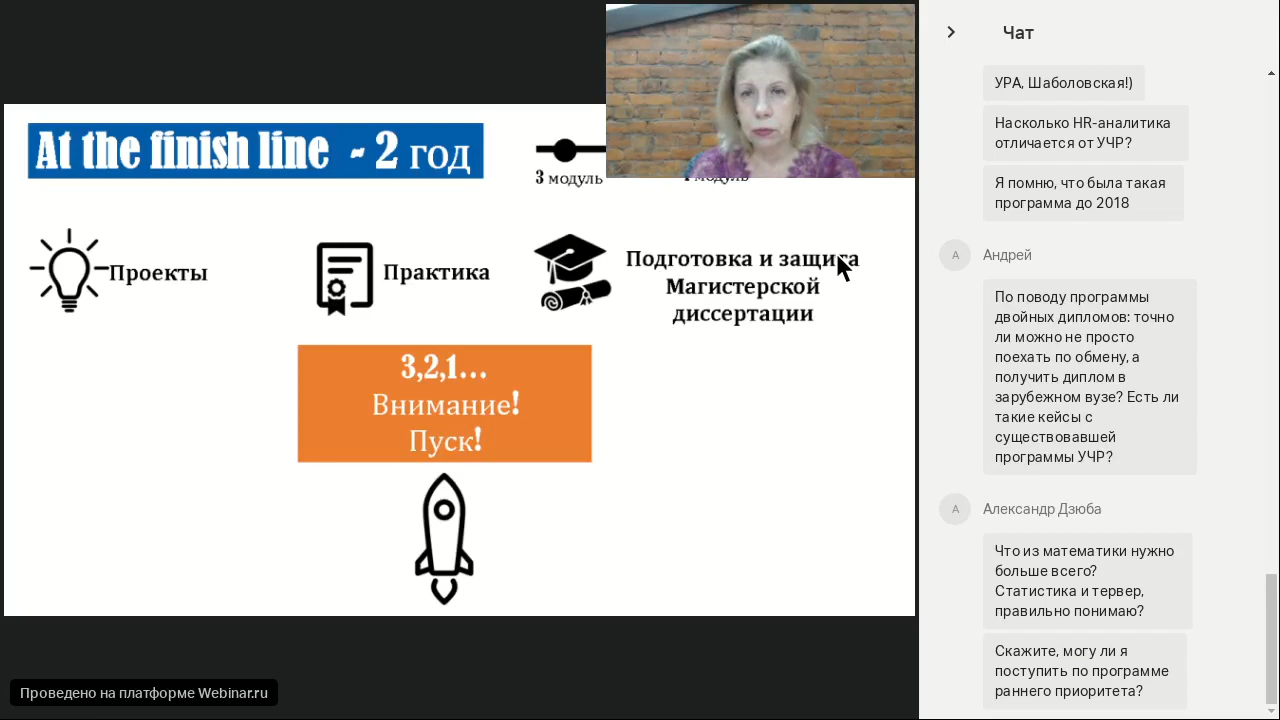 At the finish line - 2 год
3 модуль
модуль
Проекты
Практика
Подготовка и защита
Магистерской
диссертации
3,2,1...
Внимание!
Пуск!
Проведено на платформе Webinar.ru
Чат
УРА, Шаболовская!)
Насколько HR-аналитика
отличается от УЧР?
Я помню, что была такая
программа до 2018
А
Андрей
По поводу программы
двойных дипломов: точно
ли можно не просто
поехать по обмену, а
получить диплом в
зарубежном вузе? Есть ли
такие кейсы с
существовавшей
программы УЧР?
А
Александр Дзюба
Что из математики нужно
больше всего?
Статистика и тервер,
правильно понимаю?
Скажите, могу ли я
поступить по программе
раннего приоритета?